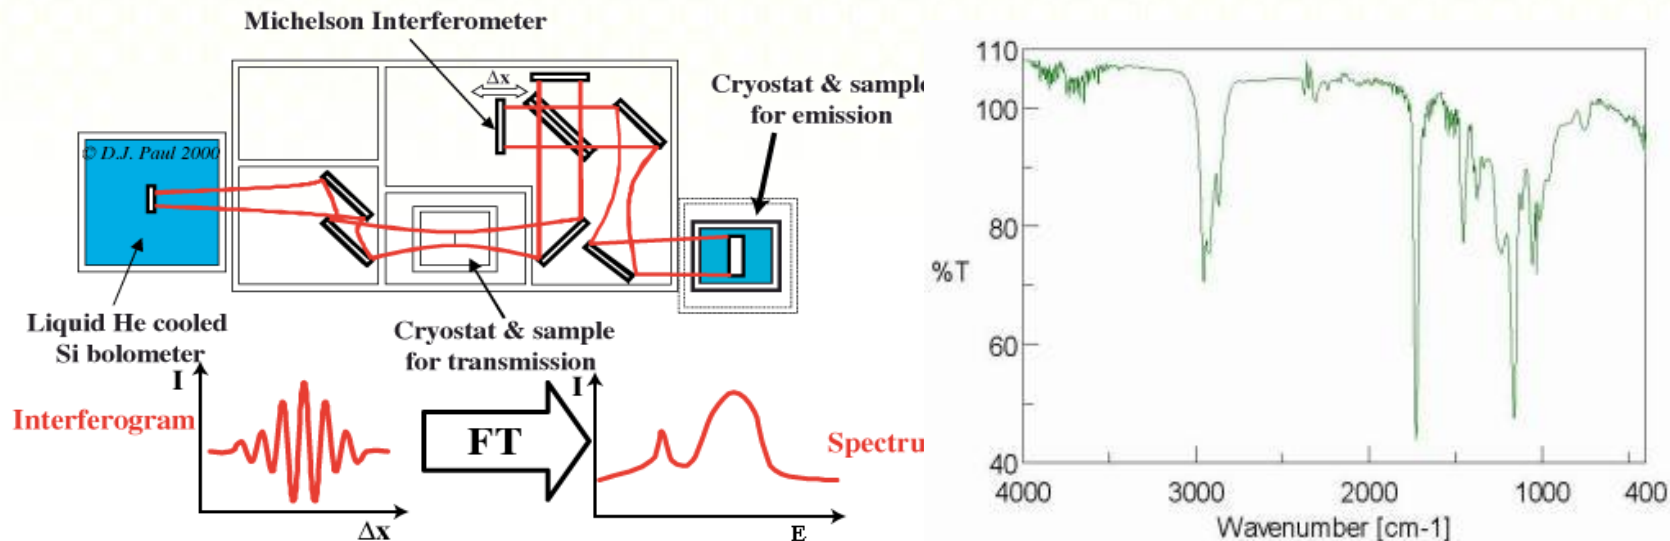 Michelson Interferometer
Δx
Cryostat & sample
for emission
© D.J. Paul 2000
Liquid He cooled
Si bolometer
Cryostat & sample
for transmission
I
Interferogram
Δx
FT
I
Spectru
E
110
100
80
60
40
%T
4000
3000
2000
1000
400
Wavenumber [cm-1]